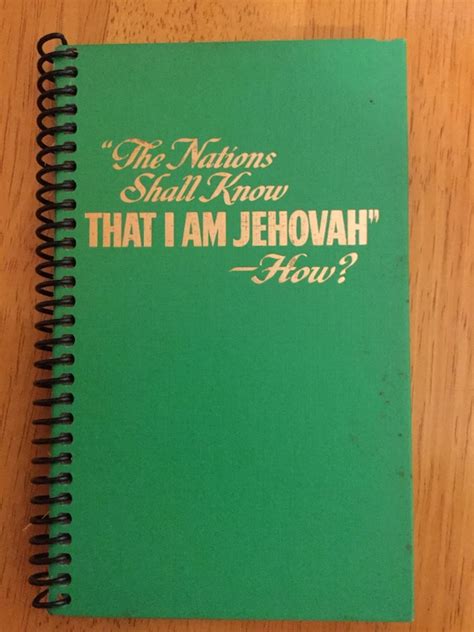 “The Nations
Shall Know
THAT I AM JEHOVAH”
—How?